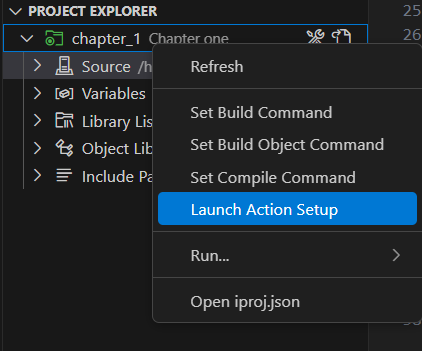 PROJECT EXPLORER
25
chapter_1 Chapter one
26
Source /h
Refresh
Variables
Set Build Command
Library Lis
Set Build Object Command
Object Lib
Set Compile Command
Include Pa
Launch Action Setup
Run...
Open iproj.json